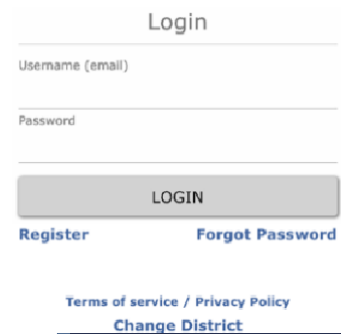 Login
Username (email)
Password
LOGIN
Register Forgot Password
Terms of service / Privacy Policy
Change District